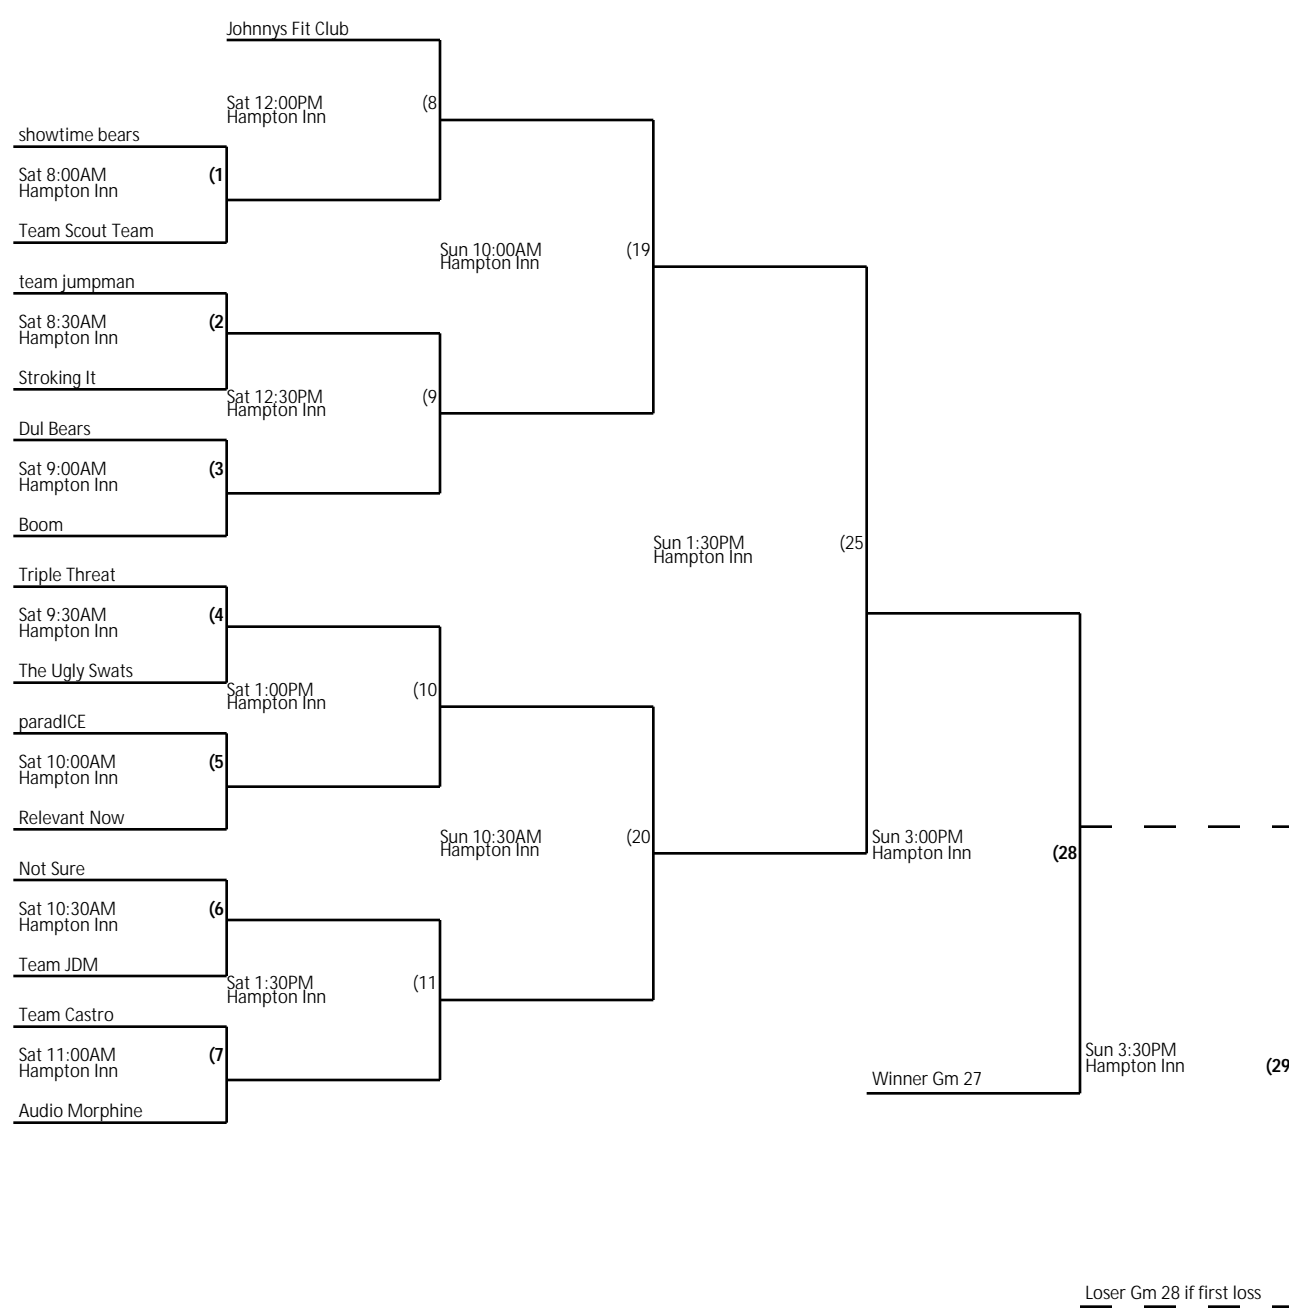 Johnnys Fit Club
Sat 12:00PM (8
Hampton Inn
showtime bears
Sat 8:00AM (1
Hampton Inn
Team Scout Team
Sun 10:00AM (19
Hampton Inn
team jumpman
Sat 8:30AM (2
Hampton Inn
Stroking It
Sat 12:30PM (9
Hampton Inn
Dul Bears
Sat 9:00AM (3
Hampton Inn
Boom
Sun 1:30PM (25
Hampton Inn
Triple Threat
Sat 9:30AM (4
Hampton Inn
The Ugly Swats
Sat 1:00PM (10
Hampton Inn
paradICE
Sat 10:00AM (5
Hampton Inn
Relevant Now
Sun 10:30AM (20
Hampton Inn
Sun 3:00PM (28
Hampton Inn
Not Sure
Sat 10:30AM (6
Hampton Inn
Team JDM
Sat 1:30PM (11
Hampton Inn
Team Castro
Sat 11:00AM (7
Hampton Inn
Audio Morphine
Sun 3:30PM (29
Hampton Inn
Winner Gm 27
Loser Gm 28 if first loss